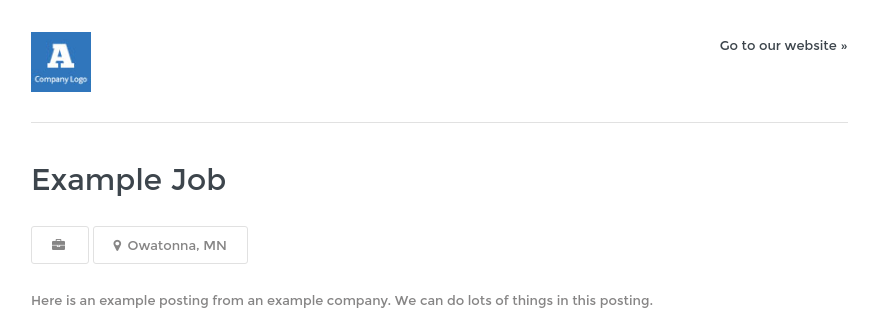 A
Company Logo
Go to our website »
Example Job
Owatonna, MN
Here is an example posting from an example company. We can do lots of things in this posting.